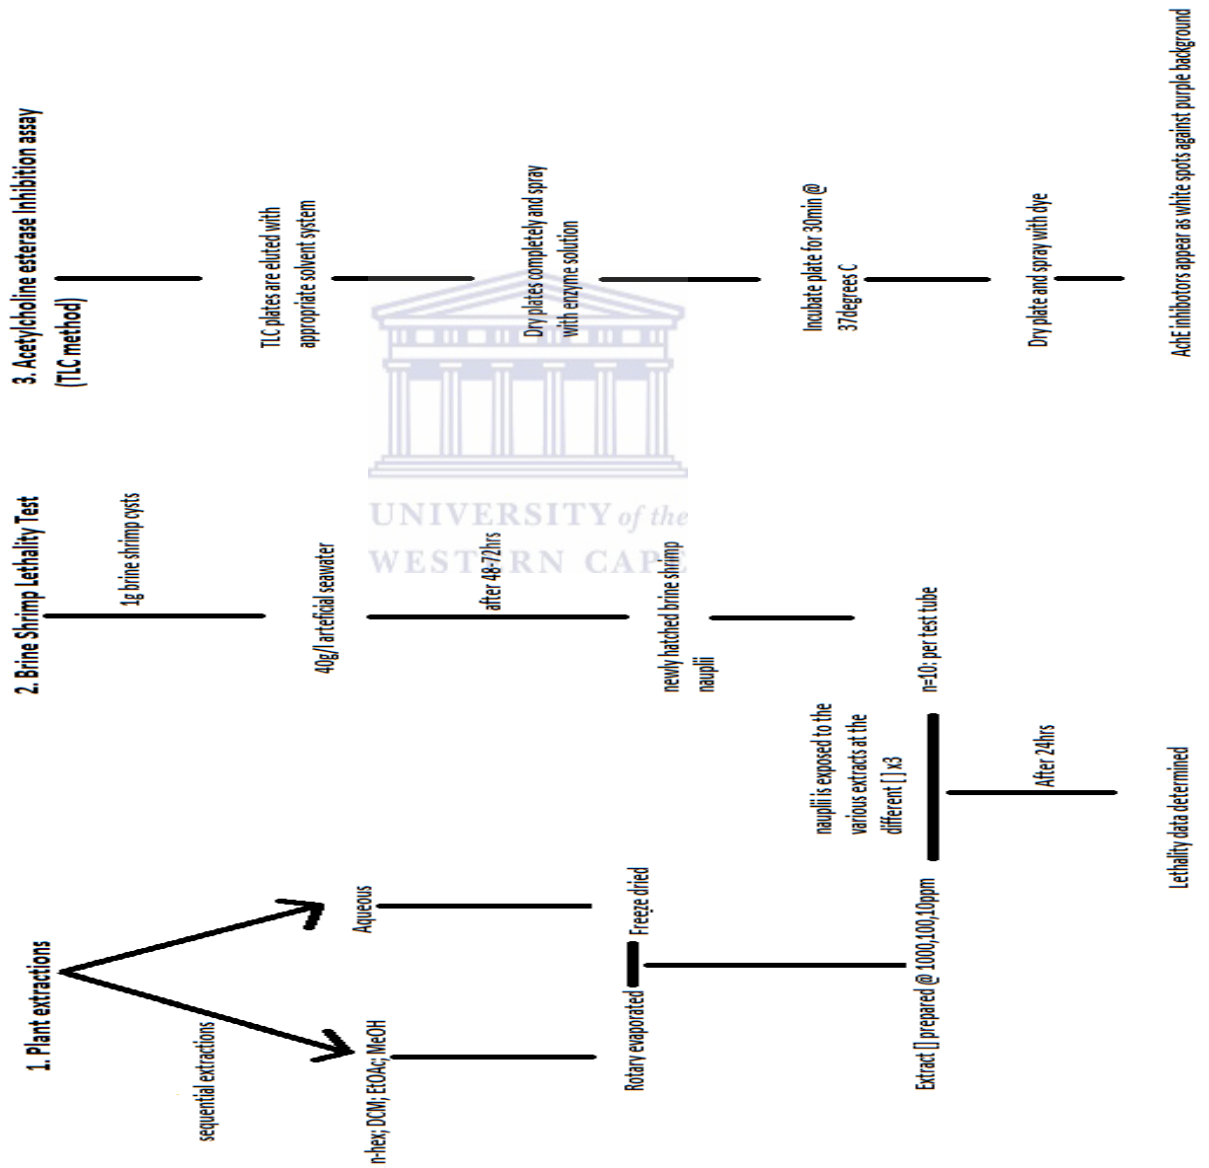 1. Plant extractions
sequential extractions
n-hex; DCM; EtOAc; MeOH
Aqueous
Rotary evaporated
Freeze dried
Extract [] prepared @ 1000,100,10ppm
2. Brine Shrimp Lethality Test
1g brine shrimp cysts
40g/l arteficial seawater
after 48-72hrs
newly hatched brine shrimp
nauplii
nauplii is exposed to the
various extracts at the
different [ ] x3
n=10: per test tube
After 24hrs
Lethality data determined
3. Acetylcholine esterase Inhibition assay
(TLC method)
TLC plates are eluted with
appropriate solvent system
Dry plates completely and spray
with enzyme solution
Incubate plate for 30min @
37degrees C
Dry plate and spray with dye
AchE inhibotors appear as white spots against purple background
UNIVERSITY of the
WESTERN CAPE